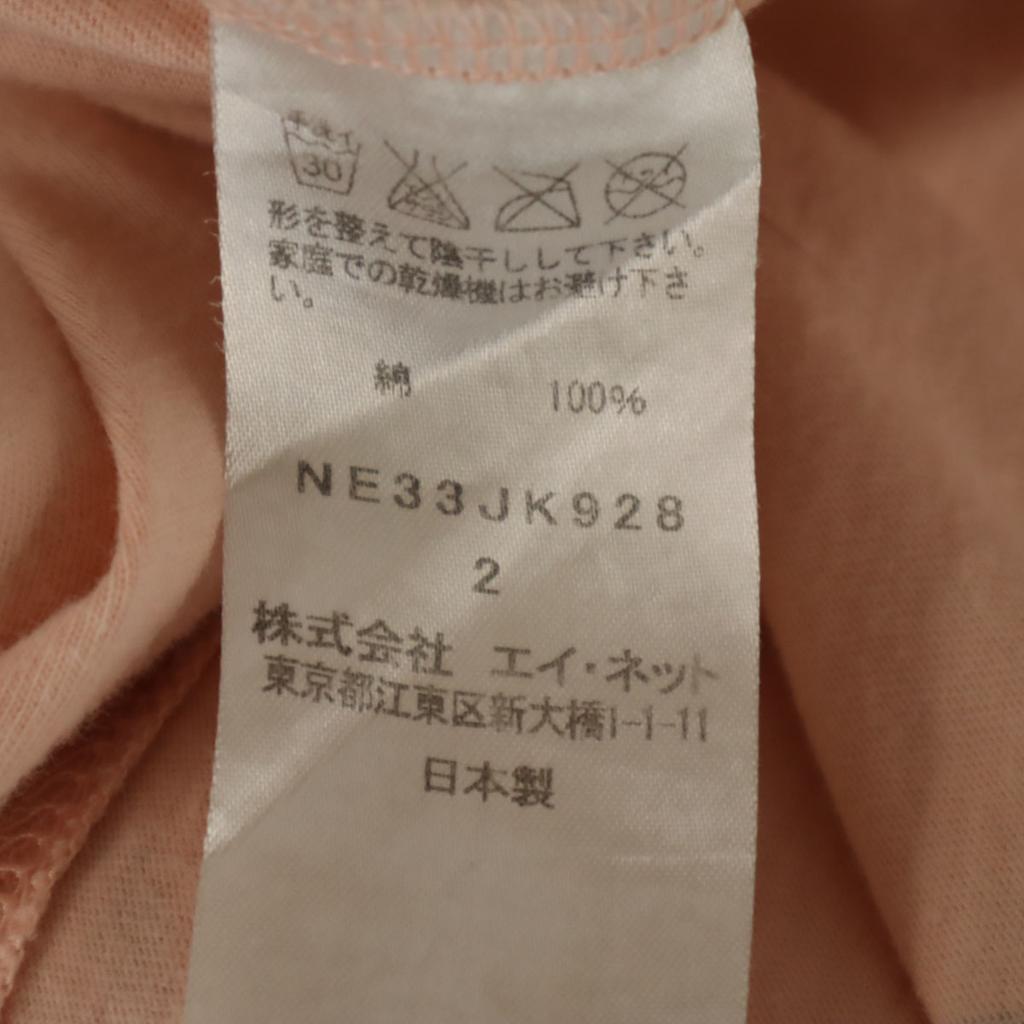 手洗イ
30
形を整えて陰干しして下さい。
家庭での乾燥機はお避け下さ
い。
綿 100%
NE33JK928
2
株式会社 エイ・ネット
東京都江東区新大橋1-1-11
日本製